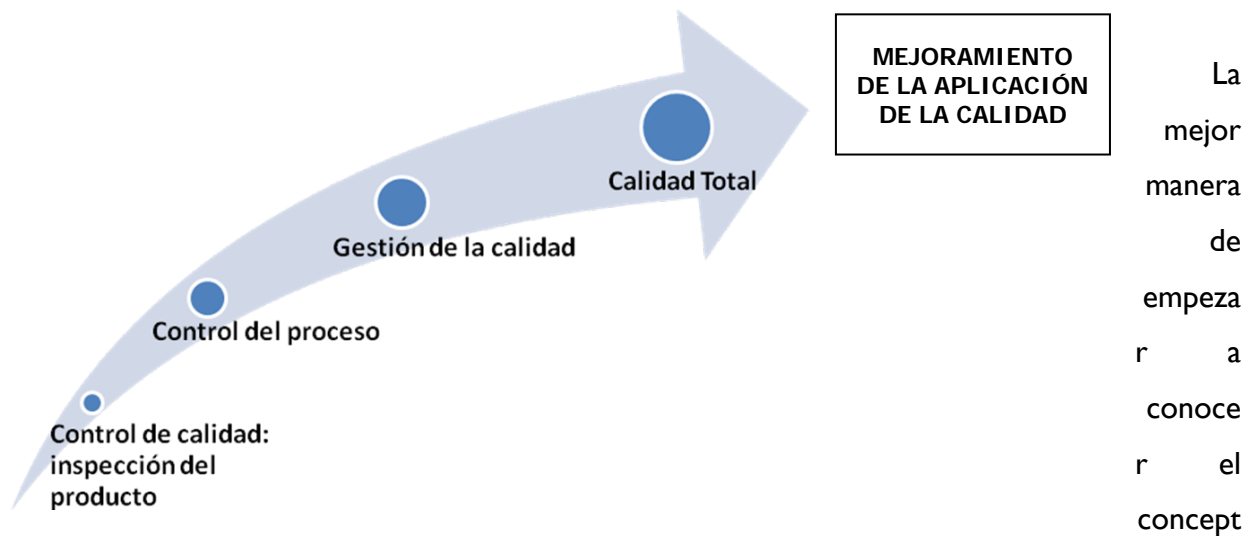 MEJORAMIENTO
DE LA APLICACIÓN
DE LA CALIDAD
Calidad Total
Gestión de la calidad
Control del proceso
Control de calidad:
inspección del
producto
La
mejor
manera
de
empeza
r a
conoce
r el
concept